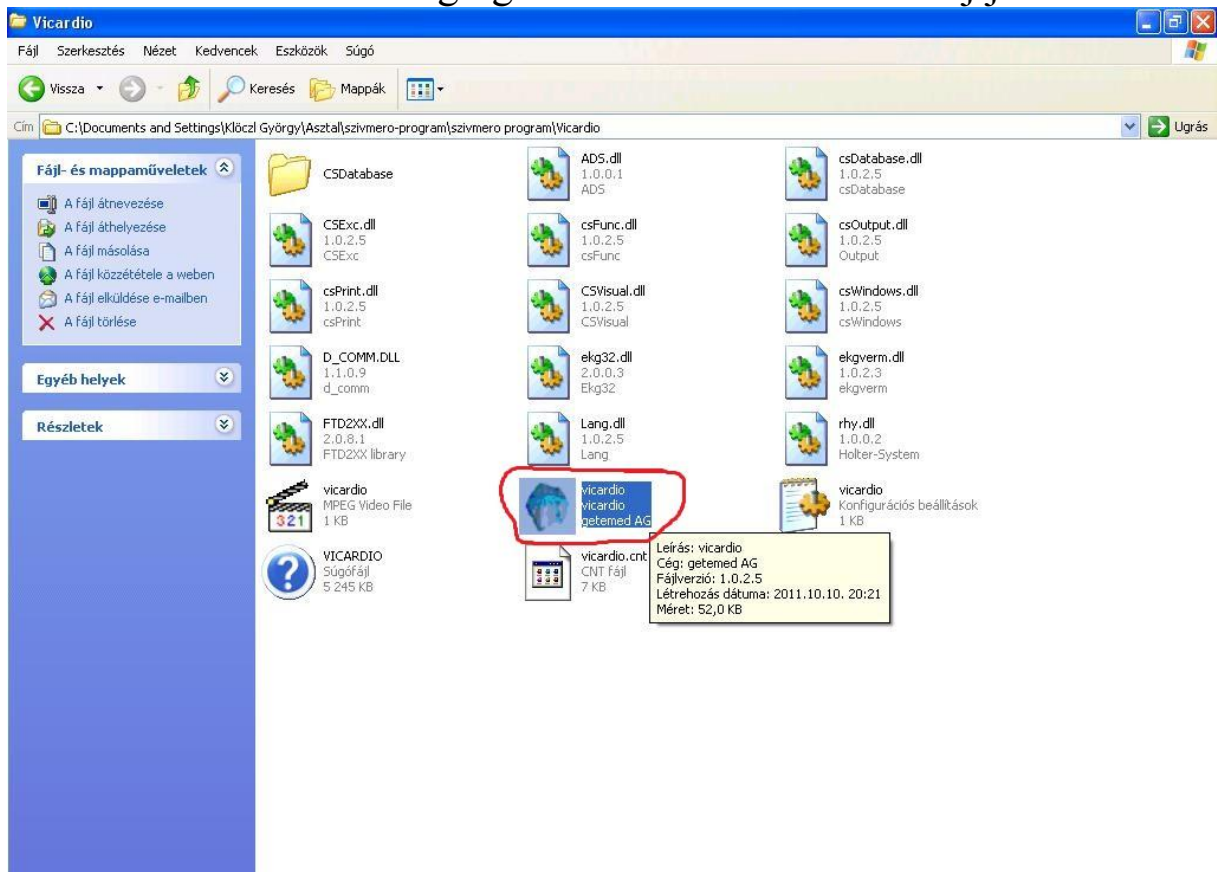 Vicardio
Fájl Szerkesztés Nézet Kedvencek Eszközök Súgó
Vissza Keresés Mappák
Cím C:\Documents and Settings\Klöczl György\Asztal\szivmero-program\szivmero program\Vicardio Ugrás
Fájl- és mappaműveletek
A fájl átnevezése
A fájl áthelyezése
A fájl másolása
A fájl közzététele a weben
A fájl elküldése e-mailben
A fájl törlése
Egyéb helyek
Részletek
CSDatabase
ADS.dll
1.0.0.1
ADS
csDatabase.dll
1.0.2.5
csDatabase
CSExc.dll
1.0.2.5
CSExc
csFunc.dll
1.0.2.5
csFunc
csOutput.dll
1.0.2.5
Output
csPrint.dll
1.0.2.5
csPrint
CSVisual.dll
1.0.2.5
CSVisual
csWindows.dll
1.0.2.5
csWindows
D_COMM.DLL
1.1.0.9
d_comm
ekg32.dll
2.0.0.3
Ekg32
ekgverm.dll
1.0.2.3
ekgverm
FTD2XX.dll
2.0.8.1
FTD2XX library
Lang.dll
1.0.2.5
Lang
rhy.dll
1.0.0.2
Holter-System
321
vicardio
MPEG Video File
1 KB
vicardio
vicardio
getemed AG
vicardio
Konfigurációs beállítások
1 KB
VICARDIO
Súgófájl
5 245 KB
vicardio.cnt
CNT fájl
7 KB
Leírás: vicardio
Cég: getemed AG
Fájlverzió: 1.0.2.5
Létrehozás dátuma: 2011.10.10. 20:21
Méret: 52,0 KB